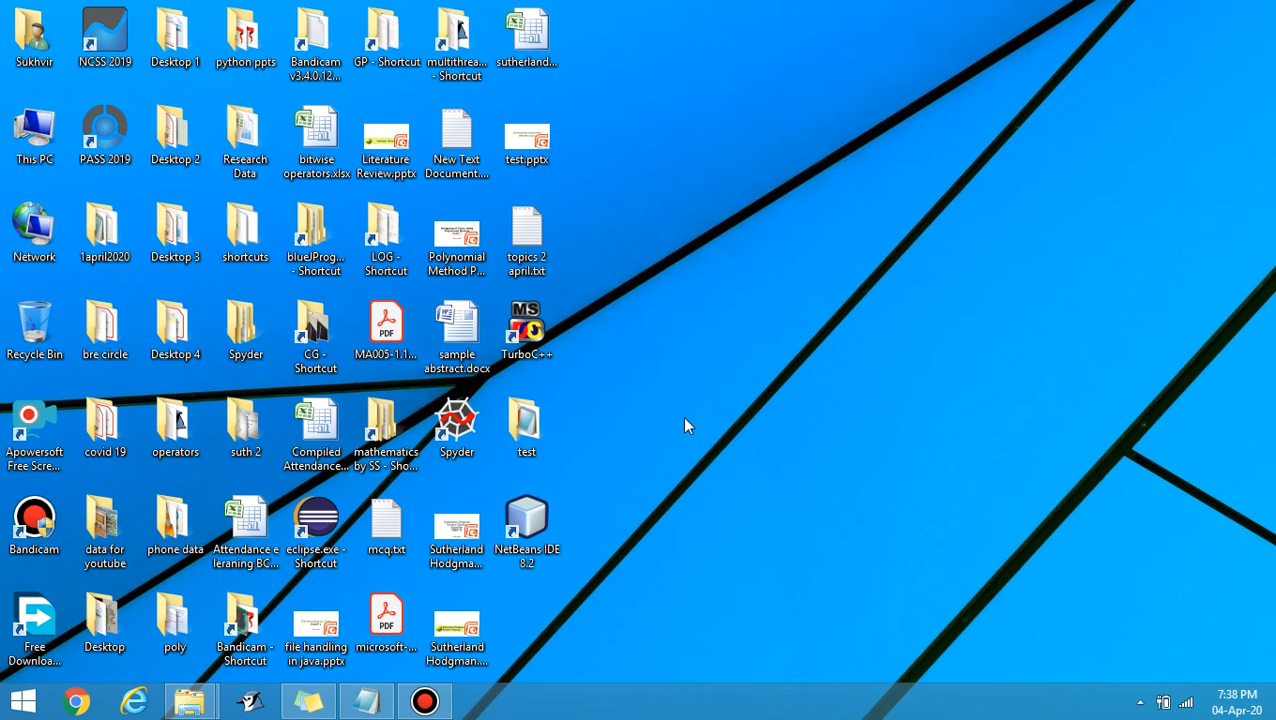 Sukhvir
NCSS 2019
Desktop 1
python ppts
Bandicam
v3.4.0.12...
GP - Shortcut
multithrea...
- Shortcut
sutherland...
This PC
PASS 2019
Desktop 2
Research
Data
bitwise
operators.xlsx
Literature
Review.pptx
New Text
Document....
test.pptx
Network
1april2020
Desktop 3
shortcuts
blueJProg...
- Shortcut
LOG -
Shortcut
Polynomial
Method P...
topics 2
april.txt
Recycle Bin
bre circle
Desktop 4
Spyder
CG -
Shortcut
PDF
MA005-1.1...
sample
abstract.docx
MS
TurboC++
Apowersoft
Free Scre...
covid 19
operators
suth 2
Compiled
Attendance...
mathematics
by SS - Sho...
Spyder
test
Bandicam
data for
youtube
phone data
Attendance e
leraning BC...
eclipse.exe -
Shortcut
mcq.txt
Sutherland
Hodgma...
NetBeans IDE
8.2
Free
Downloa...
Desktop
poly
Bandicam -
Shortcut
file handling
in java.pptx
PDF
microsoft-...
Sutherland
Hodgman....
7:38 PM
04-Apr-20